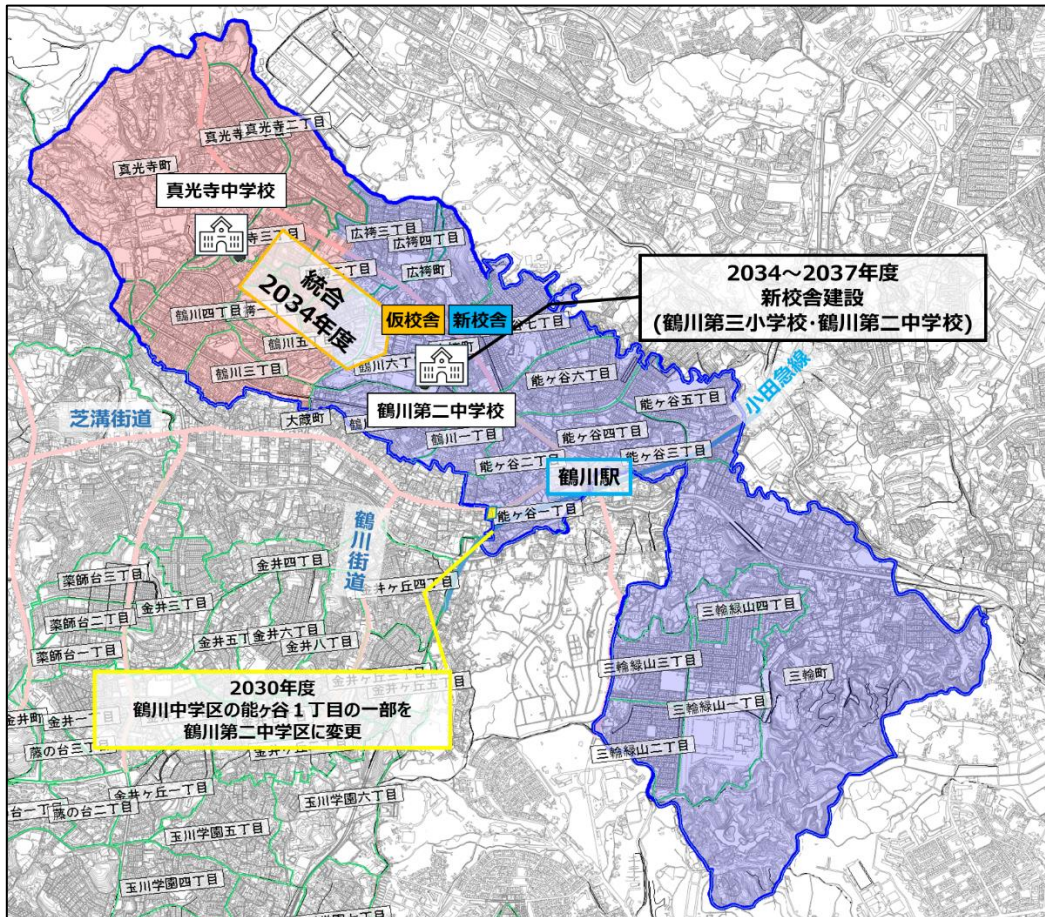 真光寺二丁目
真光寺町
真光寺中学校
広袴三丁目
広袴四丁目
広袴町
統合
2034年度
仮校舎
新校舎
2034～2037年度
新校舎建設
(鶴川第三小学校・鶴川第二中学校)
鶴川四丁目
鶴川三丁目
鶴川第二中学校
能ヶ谷六丁目
能ヶ谷五丁目
小田急線
大蔵町
芝溝街道
鶴川一丁目
能ヶ谷四丁目
能ヶ谷三丁目
能ヶ谷二丁目
鶴川駅
能ヶ谷一丁目
鶴川街道
金井四丁目
薬師台三丁目
金井三丁目
薬師台二丁目
金井六丁目
薬師台一丁目
金井八丁目
三輪緑山四丁目
三輪緑山三丁目
三輪町
三輪緑山一丁目
三輪緑山二丁目
2030年度
鶴川中学区の能ヶ谷１丁目の一部を
鶴川第二中学区に変更
金井町
藤の台三丁目
金井ヶ丘一丁目
藤の台二丁目
玉川学園六丁目
玉川学園五丁目
玉川学園四丁目